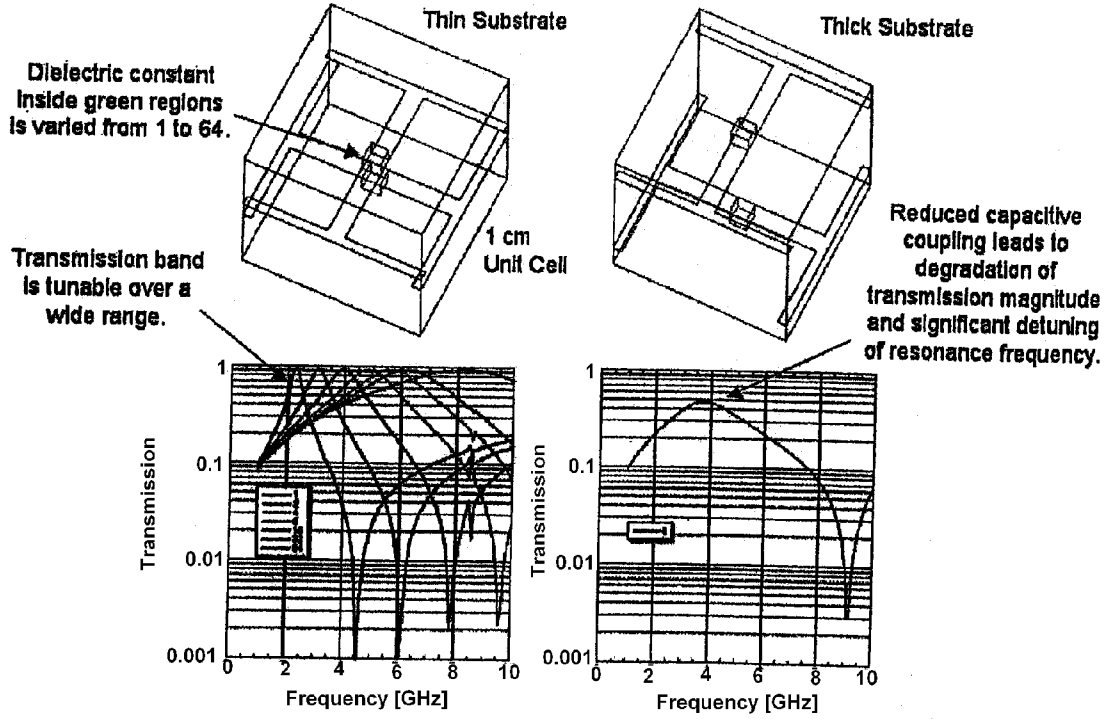 Thin Substrate
Thick Substrate
Dielectric constant
inside green regions
is varied from 1 to 64.
1 cm
Unit Cell
Transmission band
is tunable over a
wide range.
Reduced capacitive
coupling leads to
degradation of
transmission magnitude
and significant detuning
of resonance frequency.
1
0.1
0.01
0.001
Transmission
0 2 4 6 8 10
Frequency [GHz]
1
0.1
0.01
0.001
Transmission
0 2 4 6 8 10
Frequency [GHz]